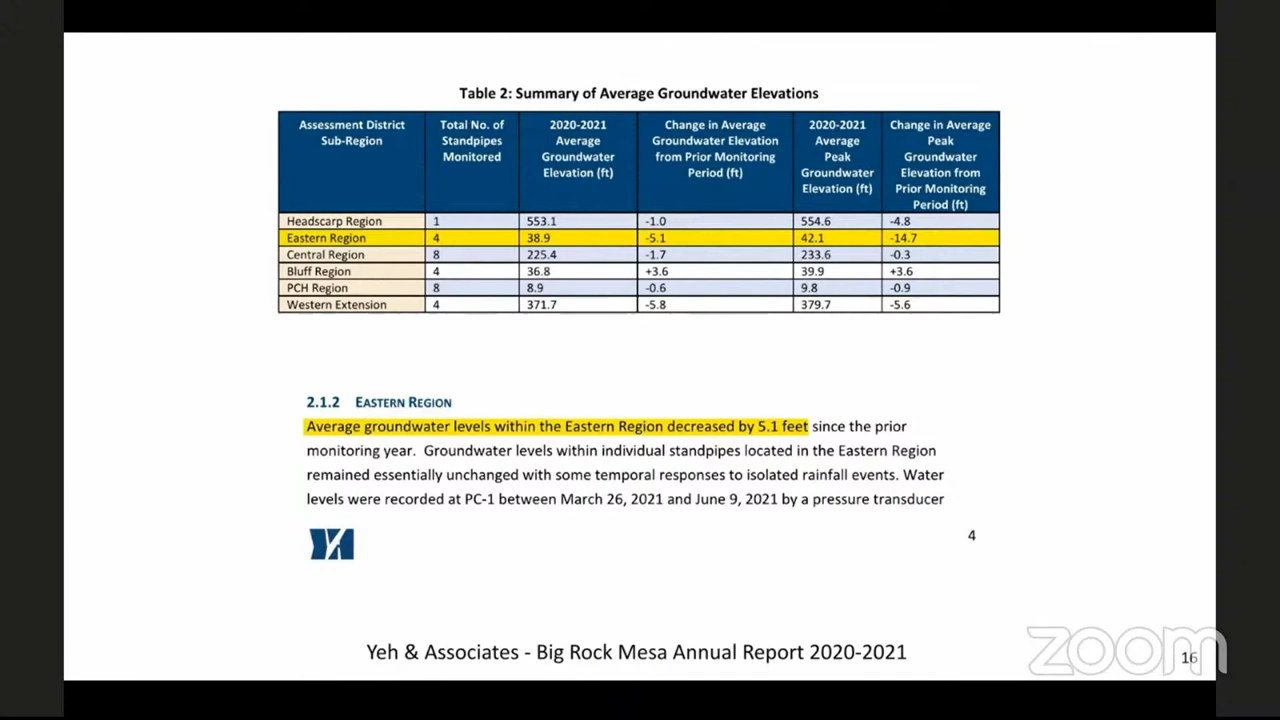 Table 2: Summary of Average Groundwater Elevations
Assessment District Sub-Region Total No. of Standpipes Monitored 2020-2021 Average Groundwater Elevation (ft) Change in Average Groundwater Elevation from Prior Monitoring Period (ft) 2020-2021 Average Peak Groundwater Elevation (ft) Change in Average Peak Groundwater Elevation from Prior Monitoring Period (ft)
Headscarp Region 1 553.1 -1.0 554.6 -4.8
Eastern Region 4 38.9 -5.1 42.1 -14.7
Central Region 8 225.4 -1.7 233.6 -0.3
Bluff Region 4 36.8 +3.6 39.9 +3.6
PCH Region 8 8.9 -0.6 9.8 -0.9
Western Extension 4 371.7 -5.8 379.7 -5.6
2.1.2 EASTERN REGION
Average groundwater levels within the Eastern Region decreased by 5.1 feet since the prior
monitoring year. Groundwater levels within individual standpipes located in the Eastern Region
remained essentially unchanged with some temporal responses to isolated rainfall events. Water
levels were recorded at PC-1 between March 26, 2021 and June 9, 2021 by a pressure transducer
4
Yeh & Associates - Big Rock Mesa Annual Report 2020-2021
zoom
16